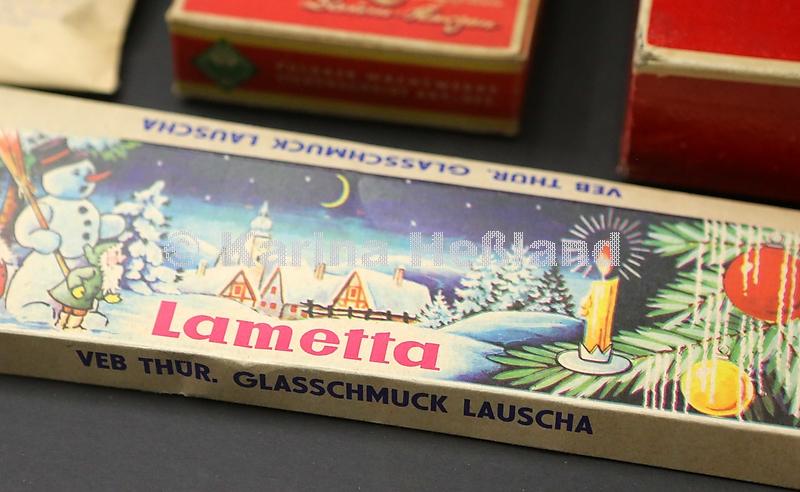 VEB THÜR. GLASSCHMUCK LAUSCHA
© Karina Heßland
Lametta
VEB THÜR. GLASSCHMUCK LAUSCHA